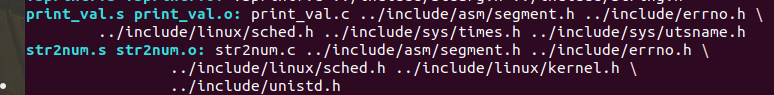 print_val.s print_val.o: print_val.c ../include/asm/segment.h ../include/errno.h \
../include/linux/sched.h ../include/sys/times.h ../include/sys/utsname.h
str2num.s str2num.o: str2num.c ../include/asm/segment.h ../include/errno.h \
../include/linux/sched.h ../include/linux/kernel.h \
../include/unistd.h